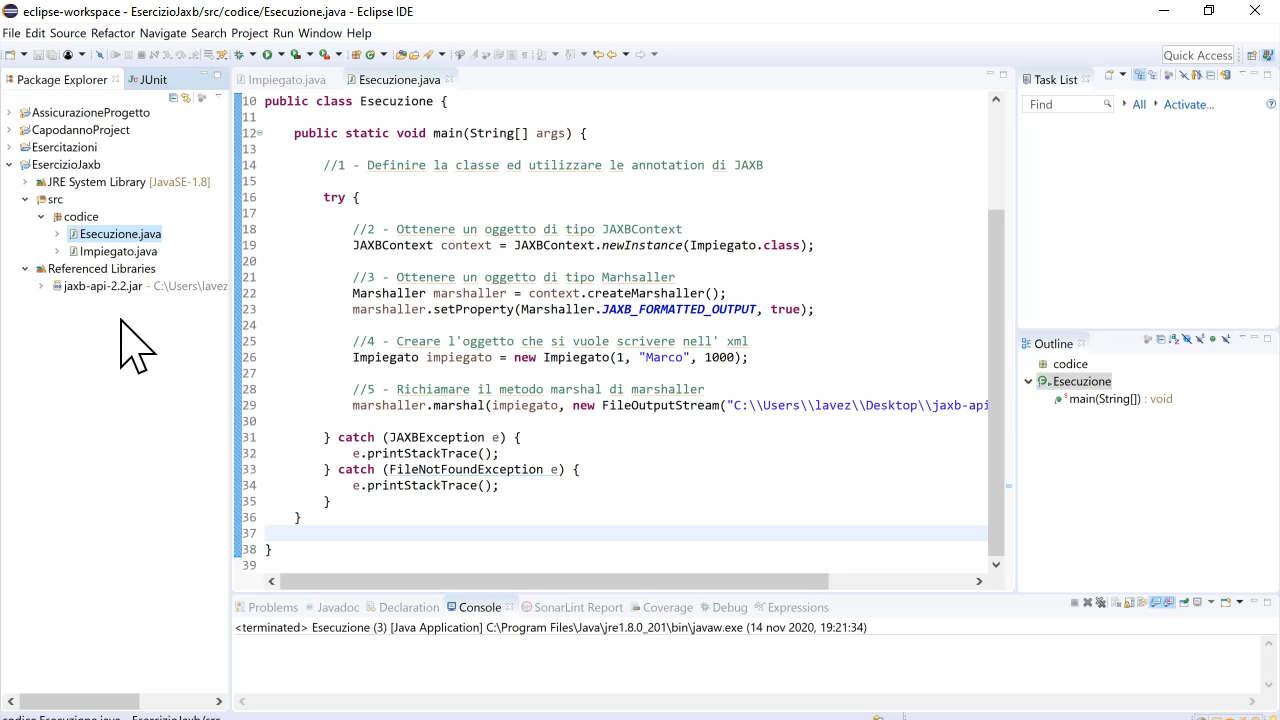 eclipse-workspace - EsercizioJaxb/src/codice/Esecuzione.java - Eclipse IDE
File Edit Source Refactor Navigate Search Project Run Window Help
Quick Access
Package Explorer
JUnit
AssicurazioneProgetto
CapodannoProject
Esercitazioni
EsercizioJaxb
JRE System Library [JavaSE-1.8]
src
codice
Esecuzione.java
Impiegato.java
Referenced Libraries
jaxb-api-2.2.jar - C:\Users\lavez
Impiegato.java
Esecuzione.java
10 public class Esecuzione {
11
12 public static void main(String[] args) {
13
14 //1 - Definire la classe ed utilizzare le annotation di JAXB
15
16 try {
17
18 //2 - Ottenere un oggetto di tipo JAXBContext
19 JAXBContext context = JAXBContext.newInstance(Impiegato.class);
20
21 //3 - Ottenere un oggetto di tipo Marhsaller
22 Marshaller marshaller = context.createMarshaller();
23 marshaller.setProperty(Marshaller.JAXB_FORMATTED_OUTPUT, true);
24
25 //4 - Creare l'oggetto che si vuole scrivere nell' xml
26 Impiegato impiegato = new Impiegato(1, "Marco", 1000);
27
28 //5 - Richiamare il metodo marshal di marshaller
29 marshaller.marshal(impiegato, new FileOutputStream("C:\\Users\\lavez\\Desktop\\jaxb-api
30
31 } catch (JAXBException e) {
32 e.printStackTrace();
33 } catch (FileNotFoundException e) {
34 e.printStackTrace();
35 }
36 }
37
38 }
39
Task List
Find
All
Activate...
Outline
codice
Esecuzione
main(String[]) : void
Problems
Javadoc
Declaration
Console
SonarLint Report
Coverage
Debug
Expressions
<terminated> Esecuzione (3) [Java Application] C:\Program Files\Java\jre1.8.0_201\bin\javaw.exe (14 nov 2020, 19:21:34)
codice.Esecuzione.java - EsercizioJaxb/src